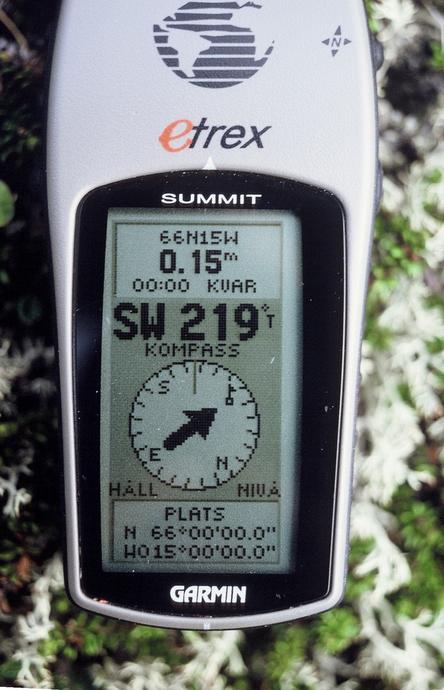 N
etrex
SUMMIT
66N15W
0.15m
00:00 KVAR
SW 219°T
KOMPASS
S
E
N
HÅLL NIVÅ
PLATS
N 66°00'00.0"
W015°00'00.0"
GARMIN